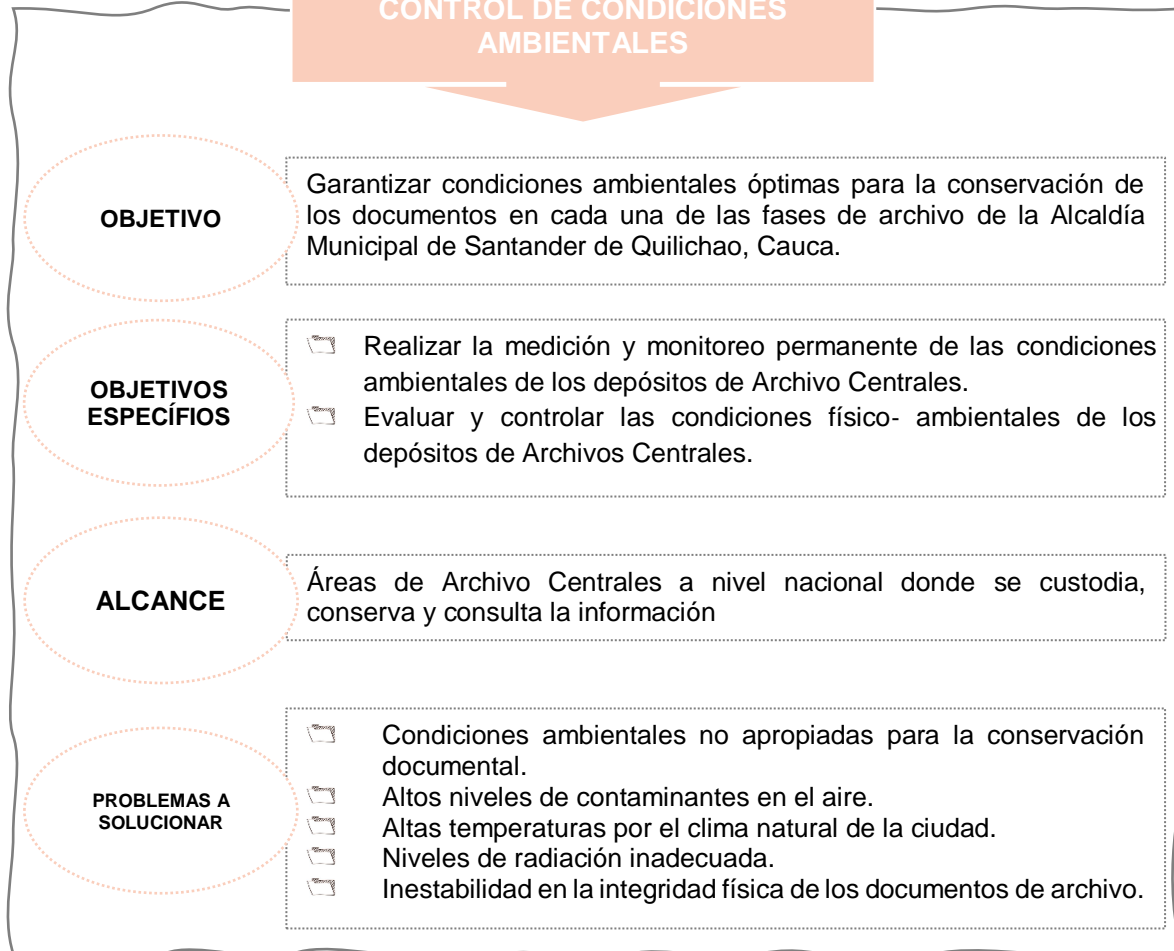 CONTROL DE CONDICIONES
AMBIENTALES
OBJETIVO
Garantizar condiciones ambientales óptimas para la conservación de
los documentos en cada una de las fases de archivo de la Alcaldía
Municipal de Santander de Quilichao, Cauca.
OBJETIVOS
ESPECÍFIOS
Realizar la medición y monitoreo permanente de las condiciones
ambientales de los depósitos de Archivo Centrales.
Evaluar y controlar las condiciones físico- ambientales de los
depósitos de Archivos Centrales.
ALCANCE
Áreas de Archivo Centrales a nivel nacional donde se custodia,
conserva y consulta la información
PROBLEMAS A
SOLUCIONAR
Condiciones ambientales no apropiadas para la conservación
documental.
Altos niveles de contaminantes en el aire.
Altas temperaturas por el clima natural de la ciudad.
Niveles de radiación inadecuada.
Inestabilidad en la integridad física de los documentos de archivo.